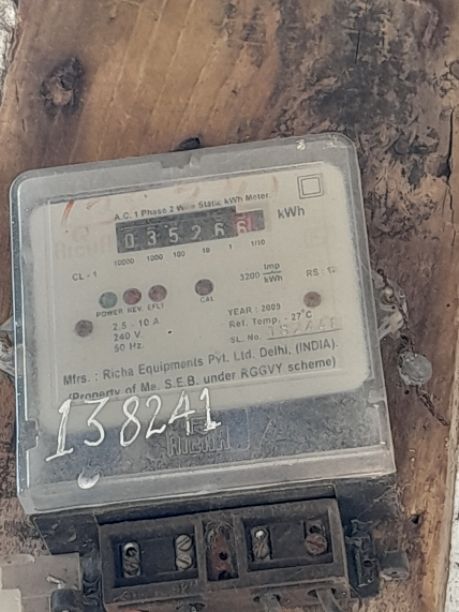 A.C. 1 Phase 2 Wire Static kWh Meter.
035266 kWh
10000 1000 100 10 1 1/10
CL - 1
3200 imp/kWh
POWER REV. EFLT
CAL
2.5 - 10 A
240 V.
50 Hz.
YEAR : 2009
Ref. Temp. - 27°C
SL. No.
Mfrs. : Richa Equipments Pvt. Ltd. Delhi, (INDIA).
(Property of Me. S.E.B. under RGGVY scheme)
138241
RICHA